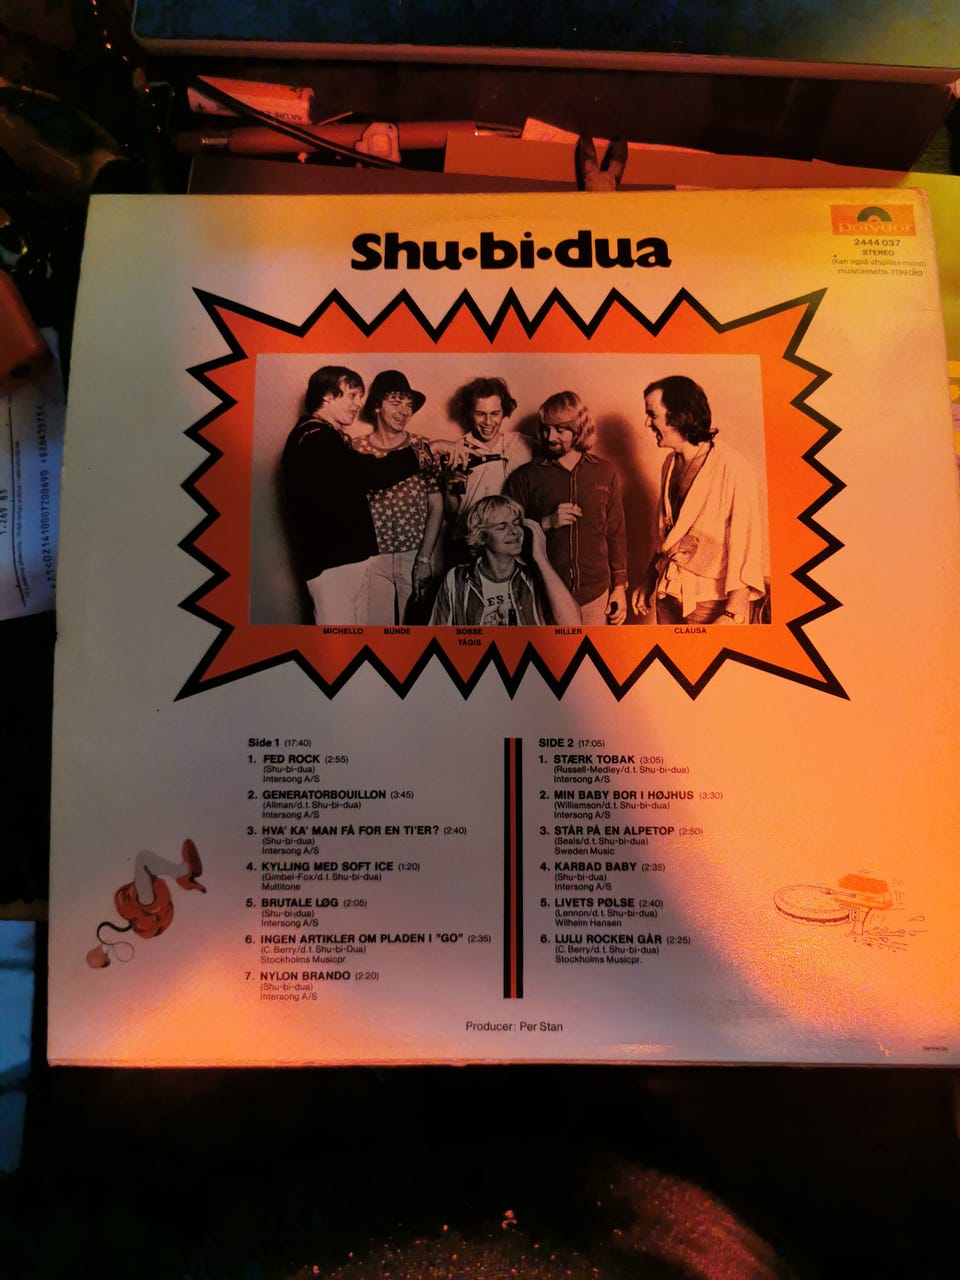 Shu•bi•dua
polydor
2444 037
STEREO
(kan også afspilles mono)
musicassette 3199 082
MICHELLO BUNDE BOSSE NILLER CLAUSA
TÅGIS
Side 1 (17:40)
1. FED ROCK (2:55)
(Shu-bi-dua)
Intersong A/S
2. GENERATORBOUILLON (3:45)
(Allman/d.t. Shu-bi-dua)
Intersong A/S
3. HVA' KA' MAN FÅ FOR EN TI'ER? (2:40)
(Shu-bi-dua)
Intersong A/S
4. KYLLING MED SOFT ICE (1:20)
(Gimbel-Fox/d.t. Shu-bi-dua)
Multitone
5. BRUTALE LØG (2:05)
(Shu-bi-dua)
Intersong A/S
6. INGEN ARTIKLER OM PLADEN I "GO" (2:35)
(C. Berry/d.t. Shu-bi-Dua)
Stockholms Musicpr.
7. NYLON BRANDO (2:20)
(Shu-bi-dua)
Intersong A/S
SIDE 2 (17:05)
1. STÆRK TOBAK (3:05)
(Russell-Medley/d.t. Shu-bi-dua)
Intersong A/S
2. MIN BABY BOR I HØJHUS (3:30)
(Williamson/d.t. Shu-bi-dua)
Intersong A/S
3. STÅR PÅ EN ALPETOP (2:50)
(Seals/d.t. Shu-bi-dua)
Sweden Music
4. KARBAD BABY (2:35)
(Shu-bi-dua)
Intersong A/S
5. LIVETS PØLSE (2:40)
(Lennon/d.t. Shu-bi-dua)
Wilhelm Hansen
6. LULU ROCKEN GÅR (2:25)
(C. Berry/d.t. Shu-bi-dua)
Stockholms Musicpr.
Producer: Per Stan